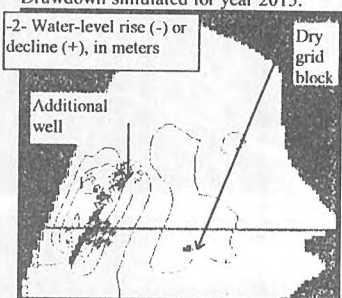 Drawdown simulated for year 2015.
-2- Water-level rise (-) or
decline (+), in meters
Dry
grid
block
Additional
well